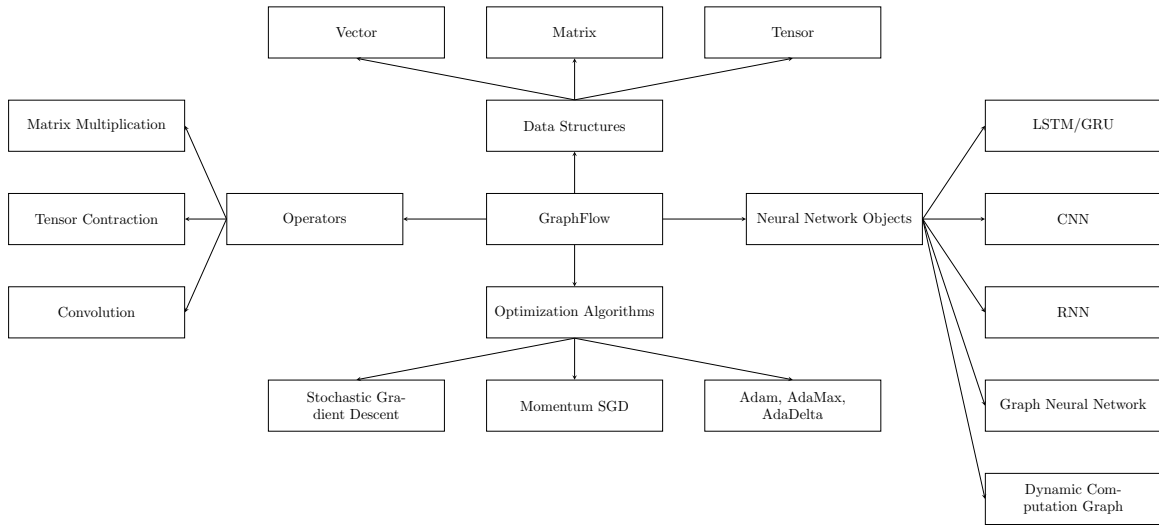 Vector
Matrix
Tensor
Matrix Multiplication
Data Structures
LSTM/GRU
Tensor Contraction
Operators
GraphFlow
Neural Network Objects
CNN
Convolution
Optimization Algorithms
RNN
Stochastic Gra-
dient Descent
Momentum SGD
Adam, AdaMax,
AdaDelta
Graph Neural Network
Dynamic Com-
putation Graph